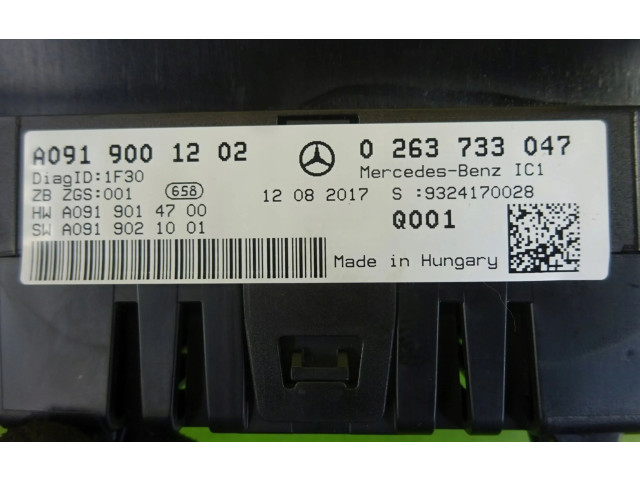 A091 900 12 02
DiagID:1F30
ZB ZGS:001 658
HW A091 901 47 00
SW A091 902 10 01
0 263 733 047
Mercedes-Benz IC1
12 08 2017 S :9324170028
Q001
Made in Hungary